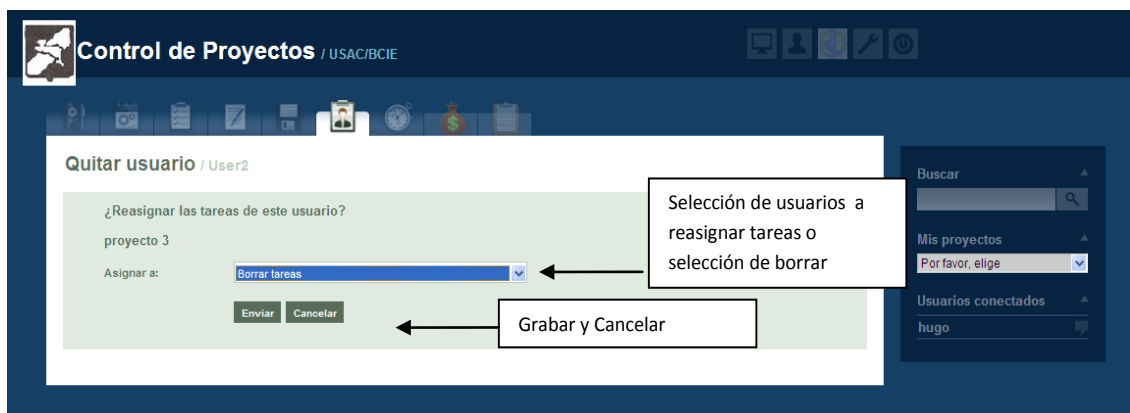 Control de Proyectos / USAC/BCIE
Quitar usuario / User2
¿Reasignar las tareas de este usuario?
proyecto 3
Asignar a:
Borrar tareas
Enviar
Cancelar
Selección de usuarios a
reasignar tareas o
selección de borrar
Grabar y Cancelar
Buscar
Mis proyectos
Por favor, elige
Usuarios conectados
hugo